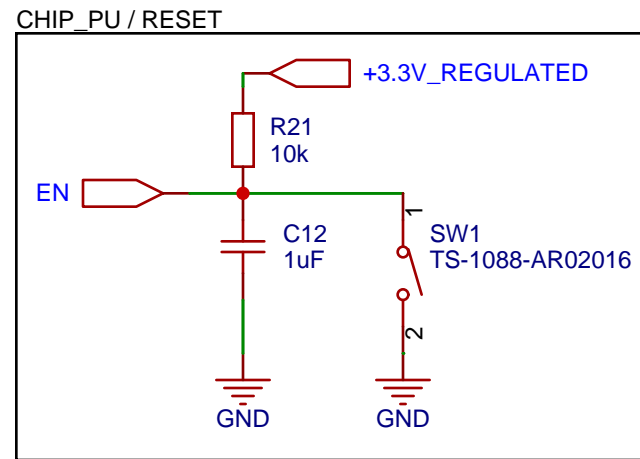 CHIP_PU / RESET
+3.3V_REGULATED
R21
10k
EN
1
C12
1uF
SW1
TS-1088-AR02016
2
GND
GND